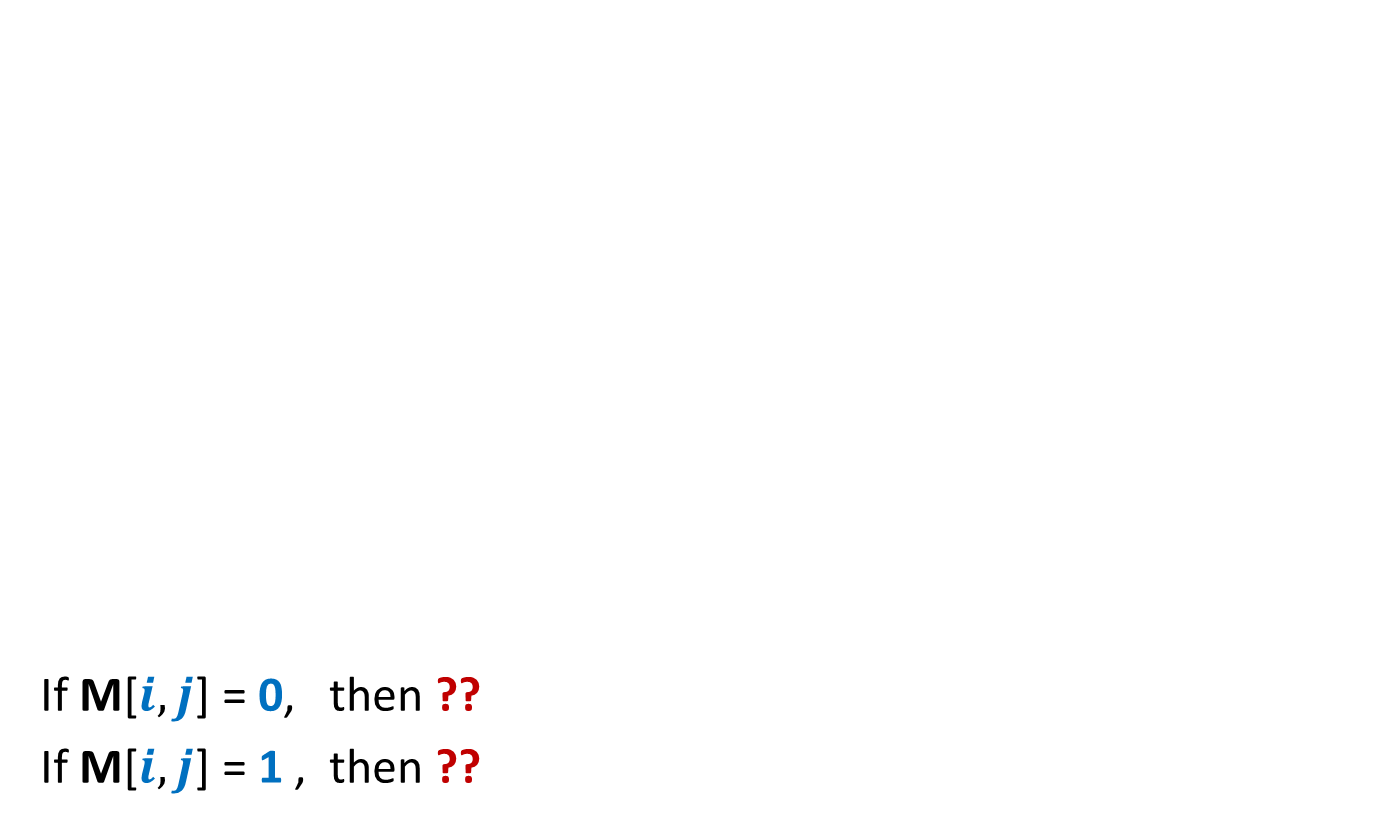 If M[i, j] = 0, then ??
If M[i, j] = 1 , then ??